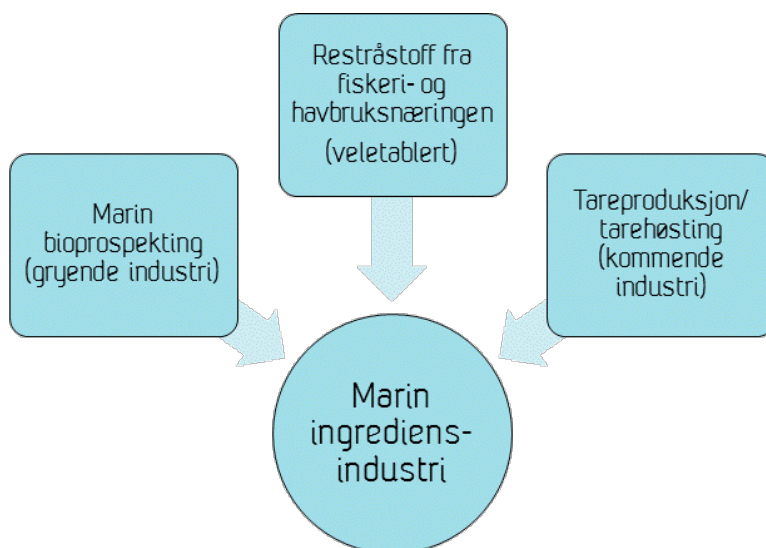 Restråstoff fra
fiskeri- og
havbruksnæringen
(veletablert)
Marin
bioprospekting
(gryende industri)
Tareproduksjon/
tarehøsting
(kommende
industri)
Marin
ingrediens-
industri